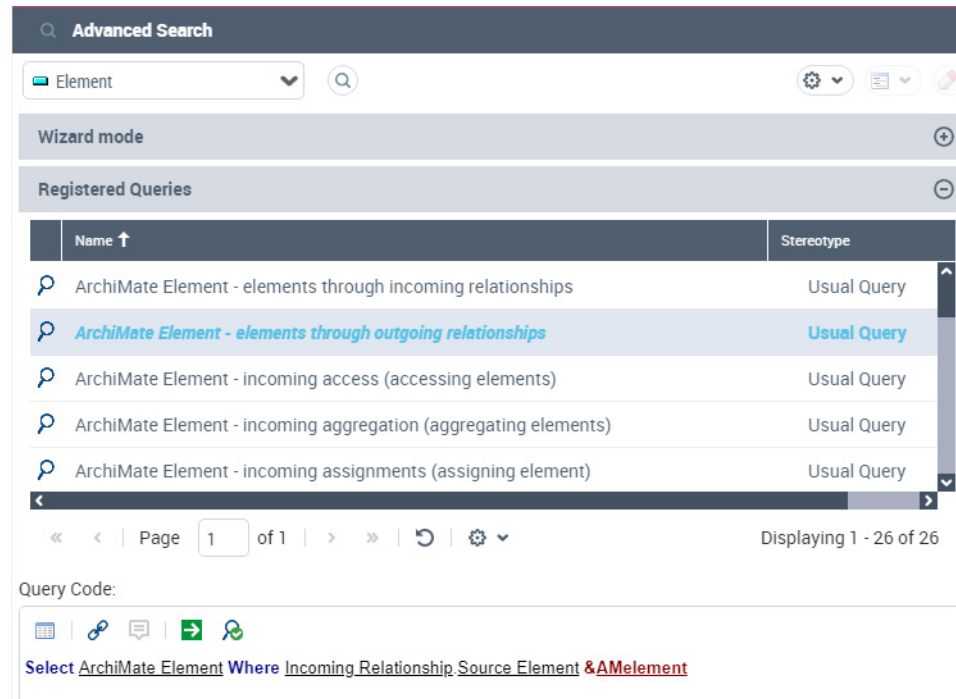 Advanced Search
Element
Wizard mode
Registered Queries
Name Stereotype
ArchiMate Element - elements through incoming relationships Usual Query
ArchiMate Element - elements through outgoing relationships Usual Query
ArchiMate Element - incoming access (accessing elements) Usual Query
ArchiMate Element - incoming aggregation (aggregating elements) Usual Query
ArchiMate Element - incoming assignments (assigning element) Usual Query
Page 1 of 1 Displaying 1 - 26 of 26
Query Code:
Select ArchiMate Element Where Incoming Relationship.Source Element &AMelement